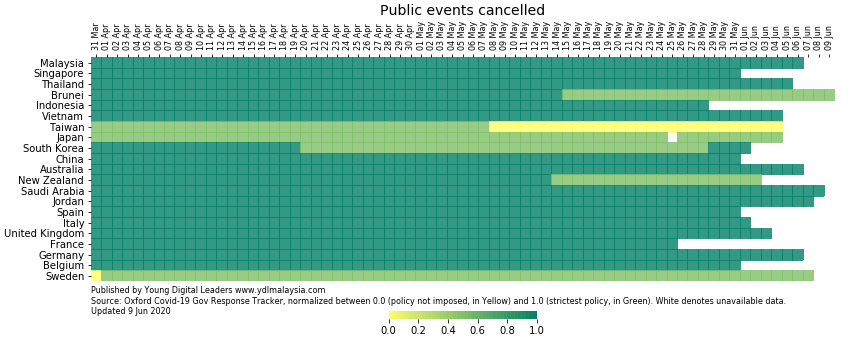 Public events cancelled
31 Mar
01 Apr
02 Apr
03 Apr
04 Apr
05 Apr
06 Apr
07 Apr
08 Apr
09 Apr
10 Apr
11 Apr
12 Apr
13 Apr
14 Apr
15 Apr
16 Apr
17 Apr
18 Apr
19 Apr
20 Apr
21 Apr
22 Apr
23 Apr
24 Apr
25 Apr
26 Apr
27 Apr
28 Apr
29 Apr
30 Apr
01 May
02 May
03 May
04 May
05 May
06 May
07 May
08 May
09 May
10 May
11 May
12 May
13 May
14 May
15 May
16 May
17 May
18 May
19 May
20 May
21 May
22 May
23 May
24 May
25 May
26 May
27 May
28 May
29 May
30 May
31 May
01 Jun
02 Jun
03 Jun
04 Jun
05 Jun
06 Jun
07 Jun
08 Jun
09 Jun
Malaysia
Singapore
Thailand
Brunei
Indonesia
Vietnam
Taiwan
Japan
South Korea
China
Australia
New Zealand
Saudi Arabia
Jordan
Spain
Italy
United Kingdom
France
Germany
Belgium
Sweden
Published by Young Digital Leaders www.ydlmalaysia.com
Source: Oxford Covid-19 Gov Response Tracker, normalized between 0.0 (policy not imposed, in Yellow) and 1.0 (strictest policy, in Green). White denotes unavailable data.
Updated 9 Jun 2020
0.0 0.2 0.4 0.6 0.8 1.0